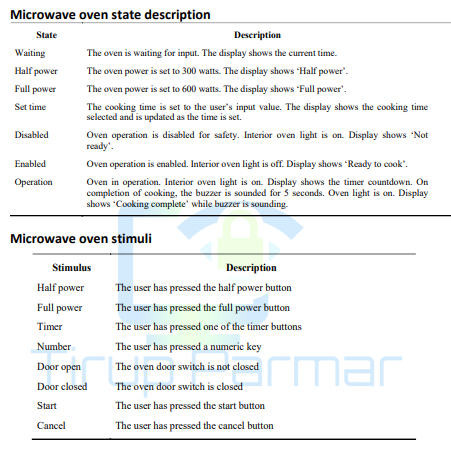 Microwave oven state description
State Description
Waiting The oven is waiting for input. The display shows the current time.
Half power The oven power is set to 300 watts. The display shows ‘Half power’.
Full power The oven power is set to 600 watts. The display shows ‘Full power’.
Set time The cooking time is set to the user’s input value. The display shows the cooking time
selected and is updated as the time is set.
Disabled Oven operation is disabled for safety. Interior oven light is on. Display shows ‘Not
ready’.
Enabled Oven operation is enabled. Interior oven light is off. Display shows ‘Ready to cook’.
Operation Oven in operation. Interior oven light is on. Display shows the timer countdown. On
completion of cooking, the buzzer is sounded for 5 seconds. Oven light is on. Display
shows ‘Cooking complete’ while buzzer is sounding.
Microwave oven stimuli
Stimulus Description
Half power The user has pressed the half power button
Full power The user has pressed the full power button
Timer The user has pressed one of the timer buttons
Number The user has pressed a numeric key
Door open The oven door switch is not closed
Door closed The oven door switch is closed
Start The user has pressed the start button
Cancel The user has pressed the cancel button
Tirup Parmar